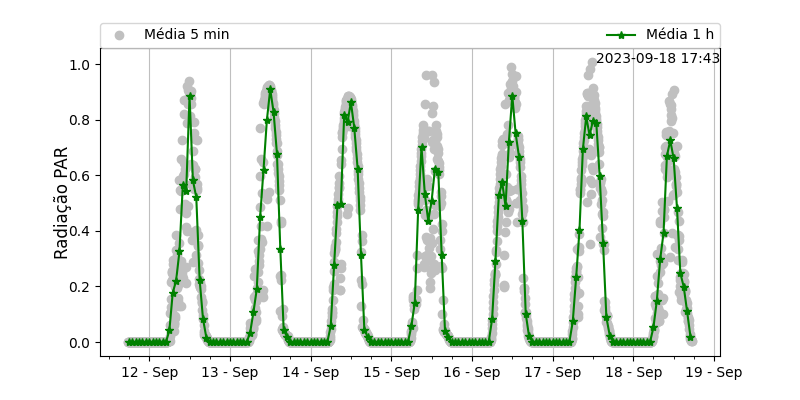 Média 5 min
Média 1 h
2023-09-18 17:43
Radiação PAR
1.0
0.8
0.6
0.4
0.2
0.0
12 - Sep
13 - Sep
14 - Sep
15 - Sep
16 - Sep
17 - Sep
18 - Sep
19 - Sep